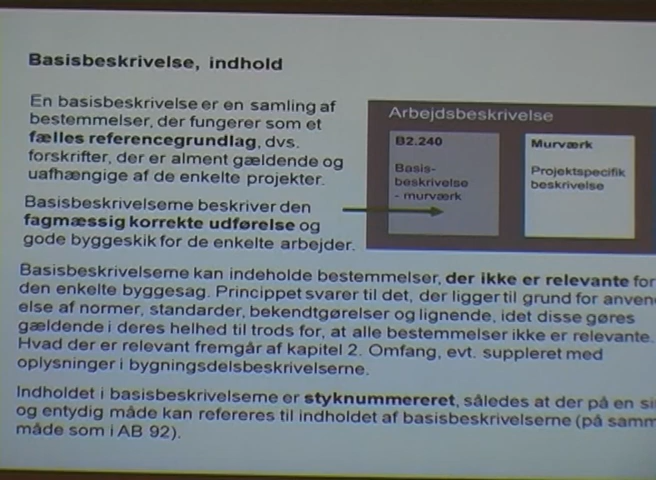 Basisbeskrivelse, indhold
En basisbeskrivelse er en samling af
bestemmelser, der fungerer som et
fælles referencegrundlag, dvs.
forskrifter, der er alment gældende og
uafhængige af de enkelte projekter.
Basisbeskrivelserne beskriver den
fagmæssig korrekte udførelse og
gode byggeskik for de enkelte arbejder.
Arbejdsbeskrivelse
B2.240
Basis-
beskrivelse
- murværk
Murværk
Projektspecifik
beskrivelse
Basisbeskrivelserne kan indeholde bestemmelser, der ikke er relevante for
den enkelte byggesag. Princippet svarer til det, der ligger til grund for anven
else af normer, standarder, bekendtgørelser og lignende, idet disse gøres
gældende i deres helhed til trods for, at alle bestemmelser ikke er relevante.
Hvad der er relevant fremgår af kapitel 2. Omfang, evt. suppleret med
oplysninger i bygningsdelsbeskrivelserne.
Indholdet i basisbeskrivelserne er styknummereret, således at der på en si
og entydig måde kan refereres til indholdet af basisbeskrivelserne (på samm
måde som i AB 92).